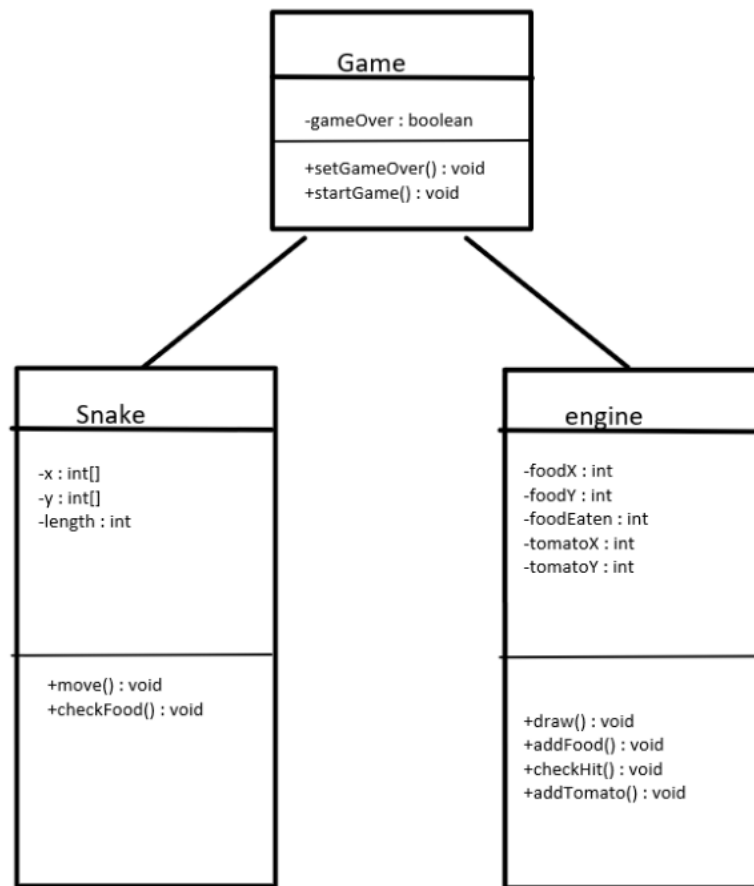 Game
-gameOver : boolean
+setGameOver() : void
+startGame() : void
Snake
-x : int[]
-y : int[]
-length : int
+move() : void
+checkFood() : void
engine
-foodX : int
-foodY : int
-foodEaten : int
-tomatoX : int
-tomatoY : int
+draw() : void
+addFood() : void
+checkHit() : void
+addTomato() : void